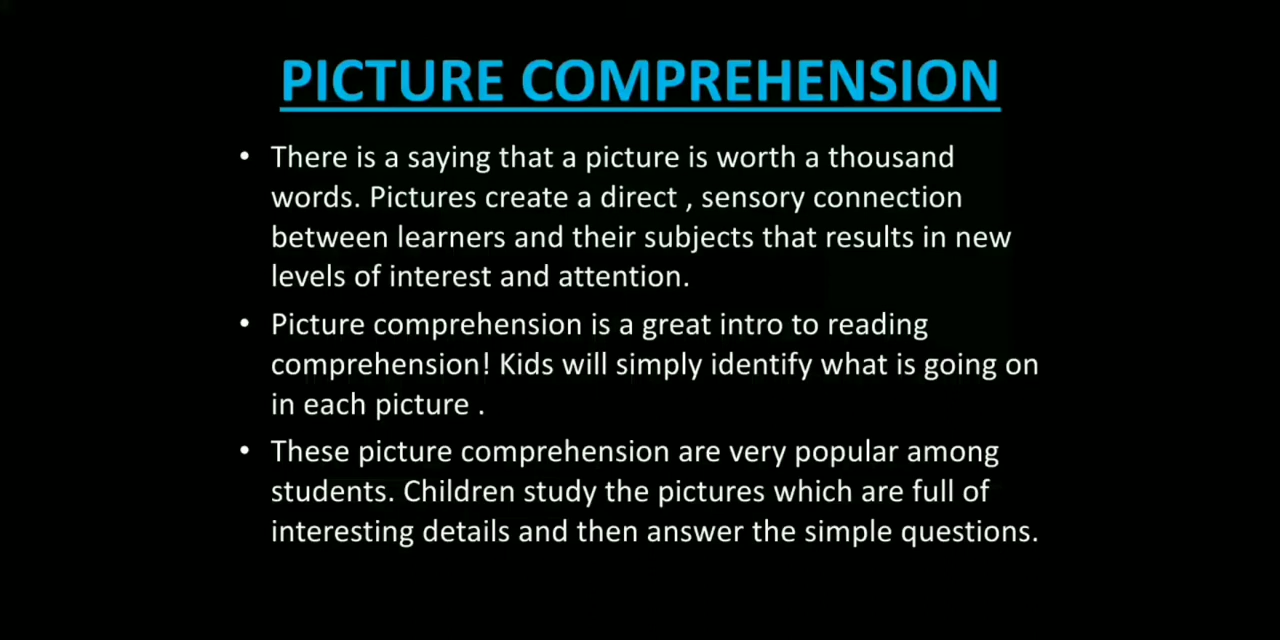 PICTURE COMPREHENSION
• There is a saying that a picture is worth a thousand
words. Pictures create a direct , sensory connection
between learners and their subjects that results in new
levels of interest and attention.
• Picture comprehension is a great intro to reading
comprehension! Kids will simply identify what is going on
in each picture .
• These picture comprehension are very popular among
students. Children study the pictures which are full of
interesting details and then answer the simple questions.